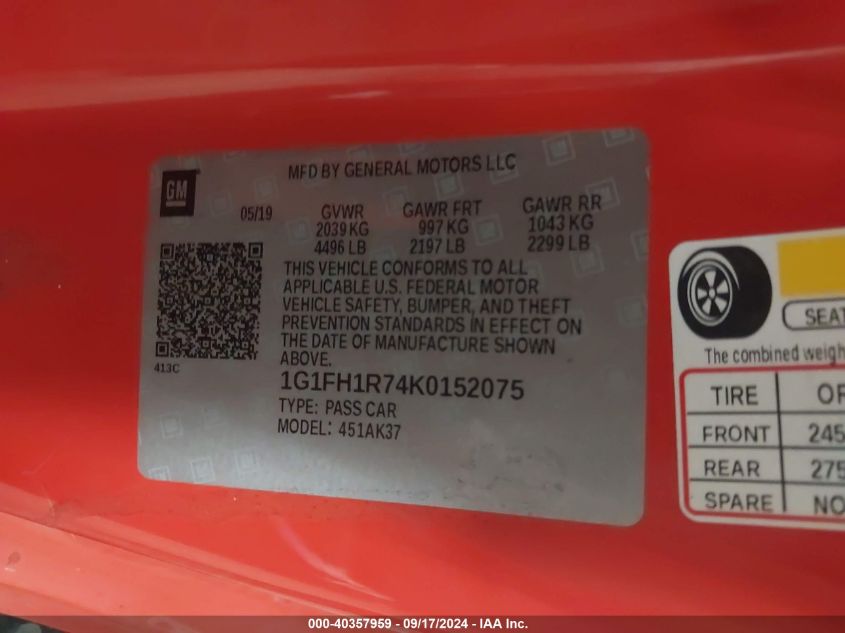 GM
MFD BY GENERAL MOTORS LLC
05/19 GVWR GAWR FRT GAWR RR
2039 KG 997 KG 1043 KG
4496 LB 2197 LB 2299 LB
THIS VEHICLE CONFORMS TO ALL
APPLICABLE U.S. FEDERAL MOTOR
VEHICLE SAFETY, BUMPER, AND THEFT
PREVENTION STANDARDS IN EFFECT ON
THE DATE OF MANUFACTURE SHOWN
ABOVE.
413C
1G1FH1R74K0152075
TYPE: PASS CAR
MODEL: 451AK37
SEAT
The combined weigh
TIRE OR
FRONT 245
REAR 275
SPARE NO
000-40357959 - 09/17/2024 - IAA Inc.